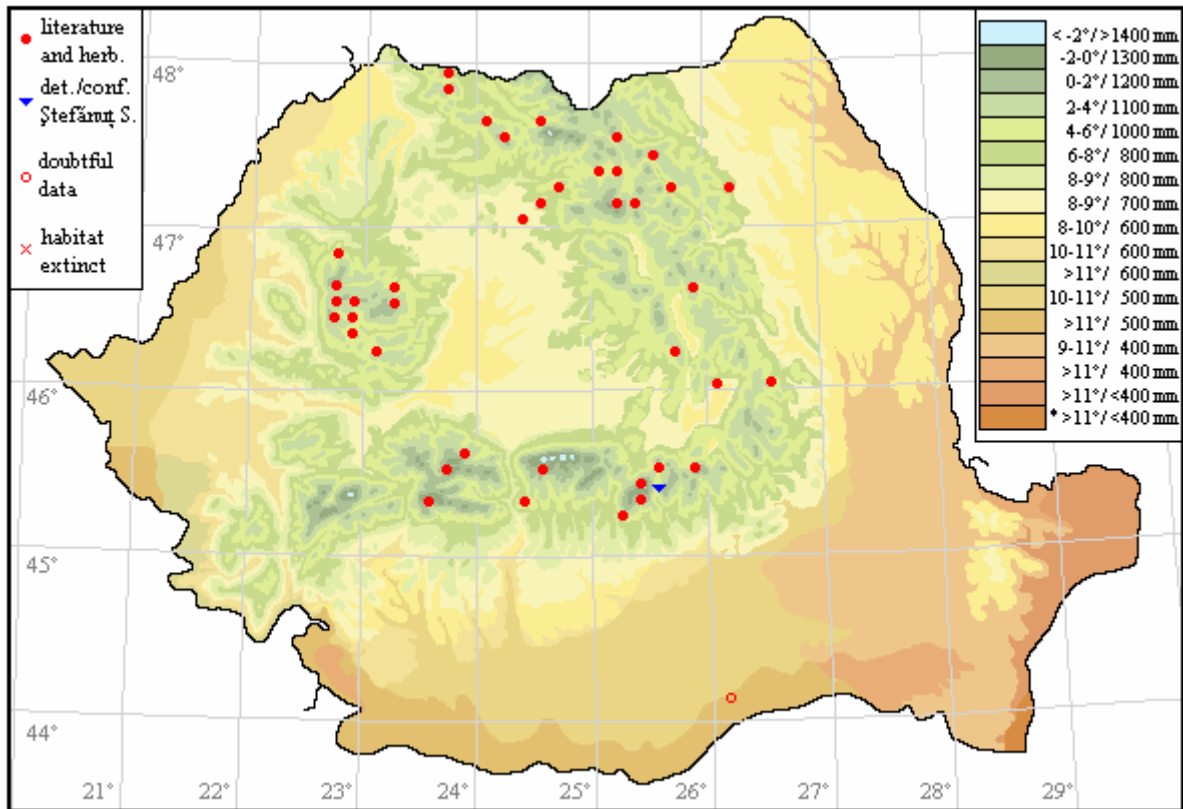 literature
and herb.
det./conf.
Ştefănuţ S.
doubtful
data
habitat
extinct
< -2°/>1400 mm
-2-0°/ 1300 mm
0-2°/ 1200 mm
2-4°/ 1100 mm
4-6°/ 1000 mm
6-8°/ 800 mm
8-9°/ 800 mm
8-9°/ 700 mm
8-10°/ 600 mm
10-11°/ 600 mm
>11°/ 600 mm
10-11°/ 500 mm
>11°/ 500 mm
9-11°/ 400 mm
>11°/ 400 mm
>11°/<400 mm
* >11°/<400 mm
48°
47°
46°
45°
44°
21°
22°
23°
24°
25°
26°
27°
28°
29°